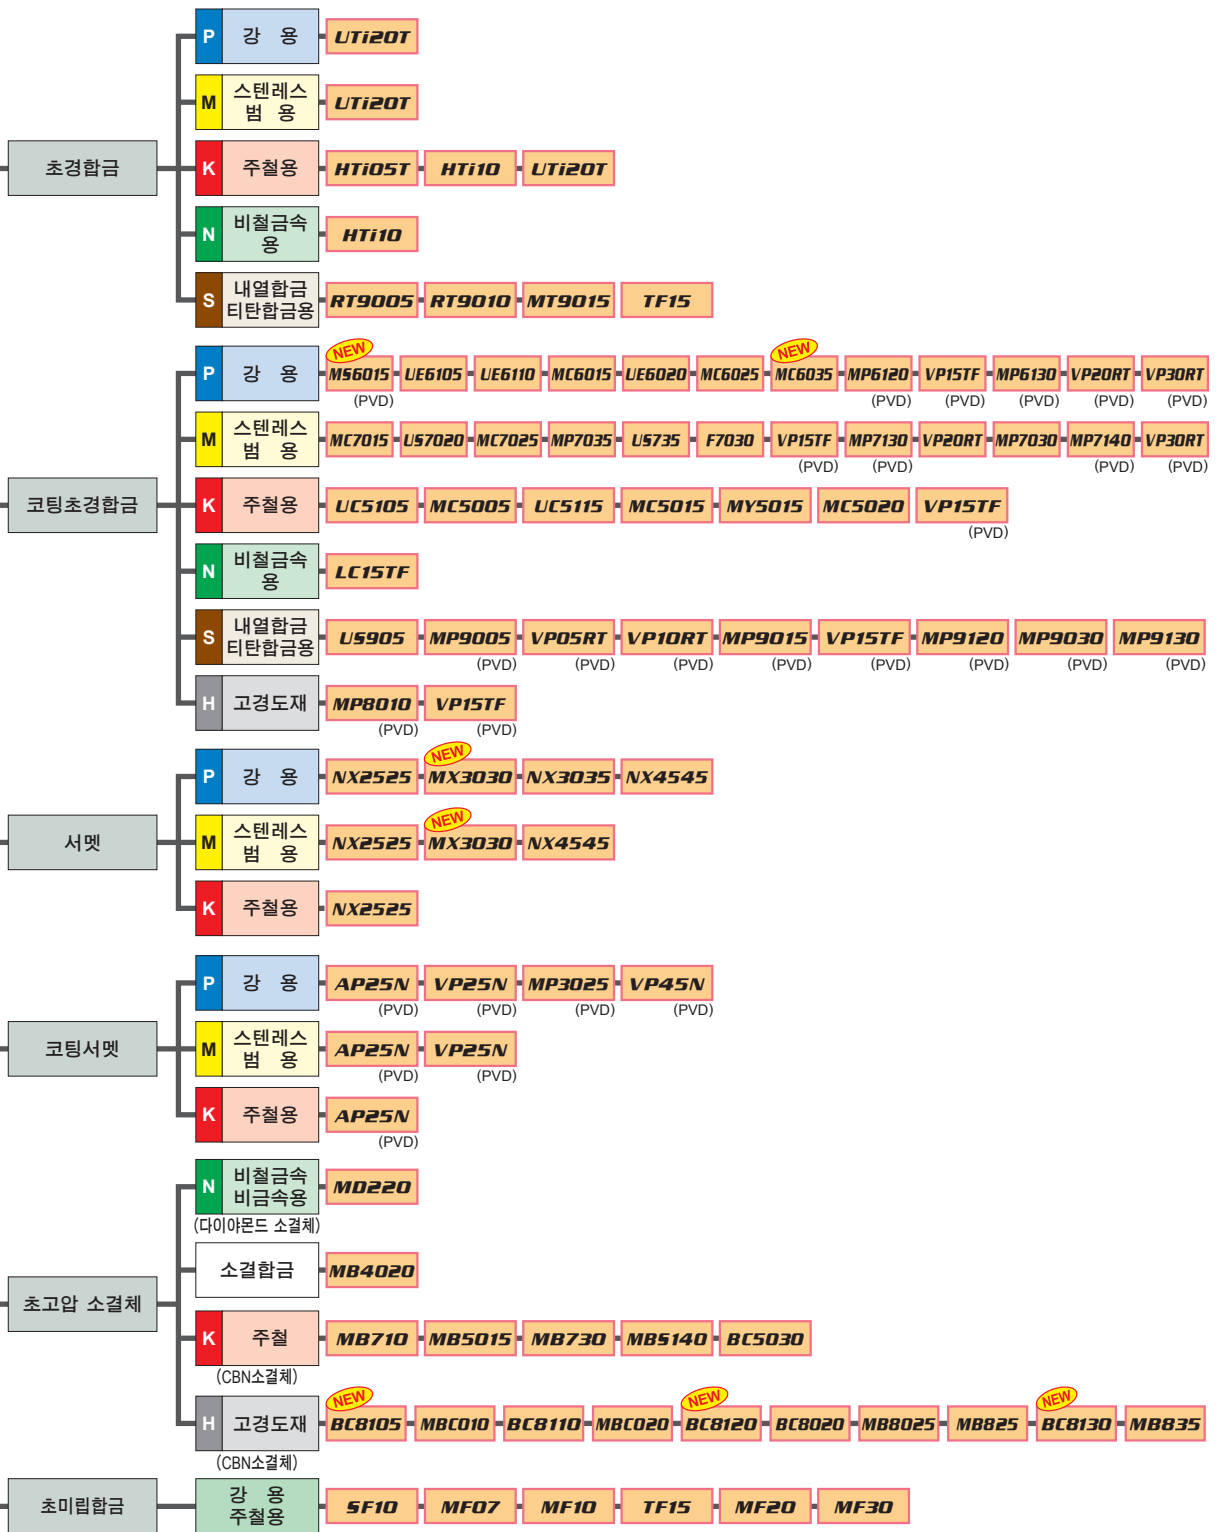 P 강 용 UTi20T
M 스텐레스 범 용 UTi20T
초경합금
K 주철용 HTi05T HTi10 UTi20T
N 비철금속 용 HTi10
S 내열합금 티탄합금용 RT9005 RT9010 MT9015 TF15
NEW NEW
P 강 용 MS6015 UE6105 UE6110 MC6015 UE6020 MC6025 MC6035 MP6120 VP15TF MP6130 VP20RT VP30RT
(PVD) (PVD) (PVD) (PVD) (PVD) (PVD)
M 스텐레스 범 용 MC7015 US7020 MC7025 MP7035 US735 F7030 VP15TF MP7130 VP20RT MP7030 MP7140 VP30RT
(PVD) (PVD) (PVD) (PVD)
코팅초경합금
K 주철용 UC5105 MC5005 UC5115 MC5015 MY5015 MC5020 VP15TF
(PVD)
N 비철금속 용 LC15TF
S 내열합금 티탄합금용 US905 MP9005 VP05RT VP10RT MP9015 VP15TF MP9120 MP9030 MP9130
(PVD) (PVD) (PVD) (PVD) (PVD) (PVD) (PVD) (PVD)
H 고경도재 MP8010 VP15TF
(PVD) (PVD)
NEW
P 강 용 NX2525 MX3030 NX3035 NX4545
NEW
서멧
M 스텐레스 범 용 NX2525 MX3030 NX4545
K 주철용 NX2525
P 강 용 AP25N VP25N MP3025 VP45N
(PVD) (PVD) (PVD) (PVD)
코팅서멧
M 스텐레스 범 용 AP25N VP25N
(PVD) (PVD)
K 주철용 AP25N
(PVD)
N 비철금속 비금속용 MD220
(다이야몬드 소결체)
소결합금 MB4020
초고압 소결체
K 주철 MB710 MB5015 MB730 MBS140 BC5030
(CBN소결체)
NEW NEW NEW
H 고경도재 BC8105 MBC010 BC8110 MBC020 BC8120 BC8020 MB8025 MB825 BC8130 MB835
(CBN소결체)
초미립합금
강 용 주철용 SF10 MF07 MF10 TF15 MF20 MF30